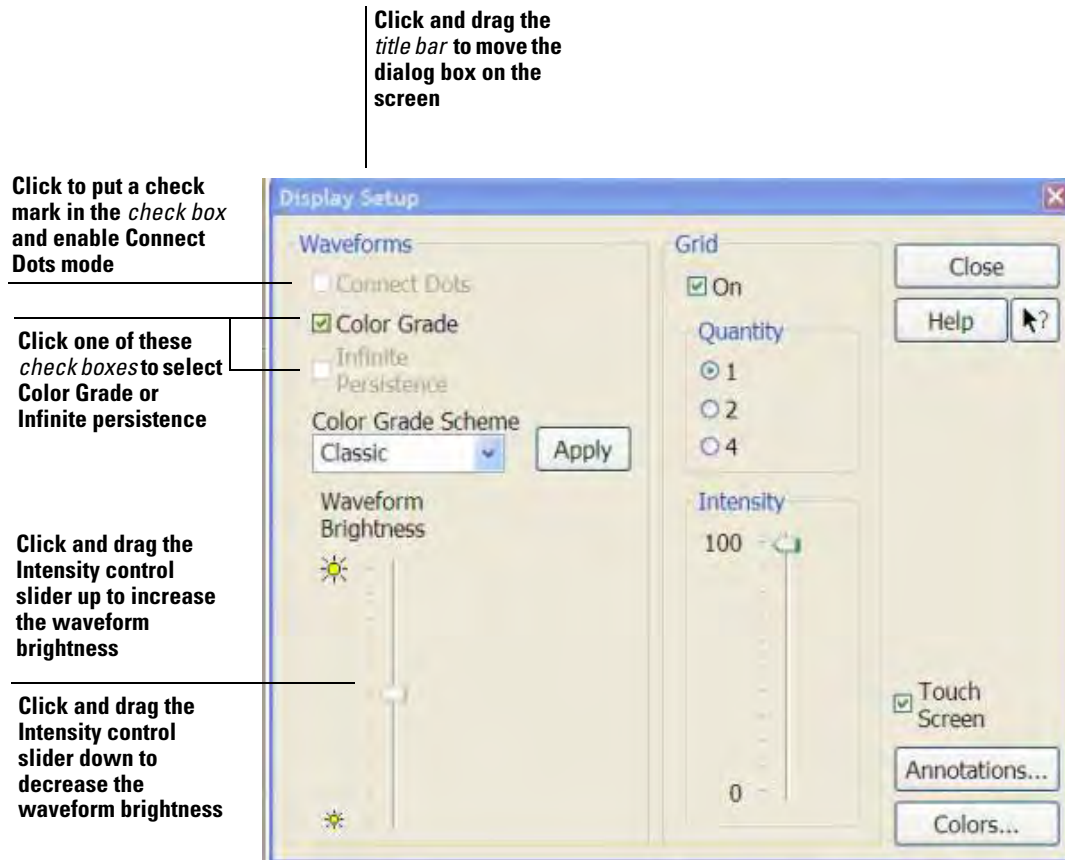 Click and drag the
title bar to move the
dialog box on the
screen
Click to put a check
mark in the check box
and enable Connect
Dots mode
Click one of these
check boxes to select
Color Grade or
Infinite persistence
Click and drag the
Intensity control
slider up to increase
the waveform
brightness
Click and drag the
Intensity control
slider down to
decrease the
waveform brightness
Display Setup
Waveforms
Connect Dots
Color Grade
Infinite
Persistence
Color Grade Scheme
Classic
Apply
Waveform
Brightness
Grid
On
Quantity
1
2
4
Intensity
100
0
Close
Help
?
Touch
Screen
Annotations...
Colors...